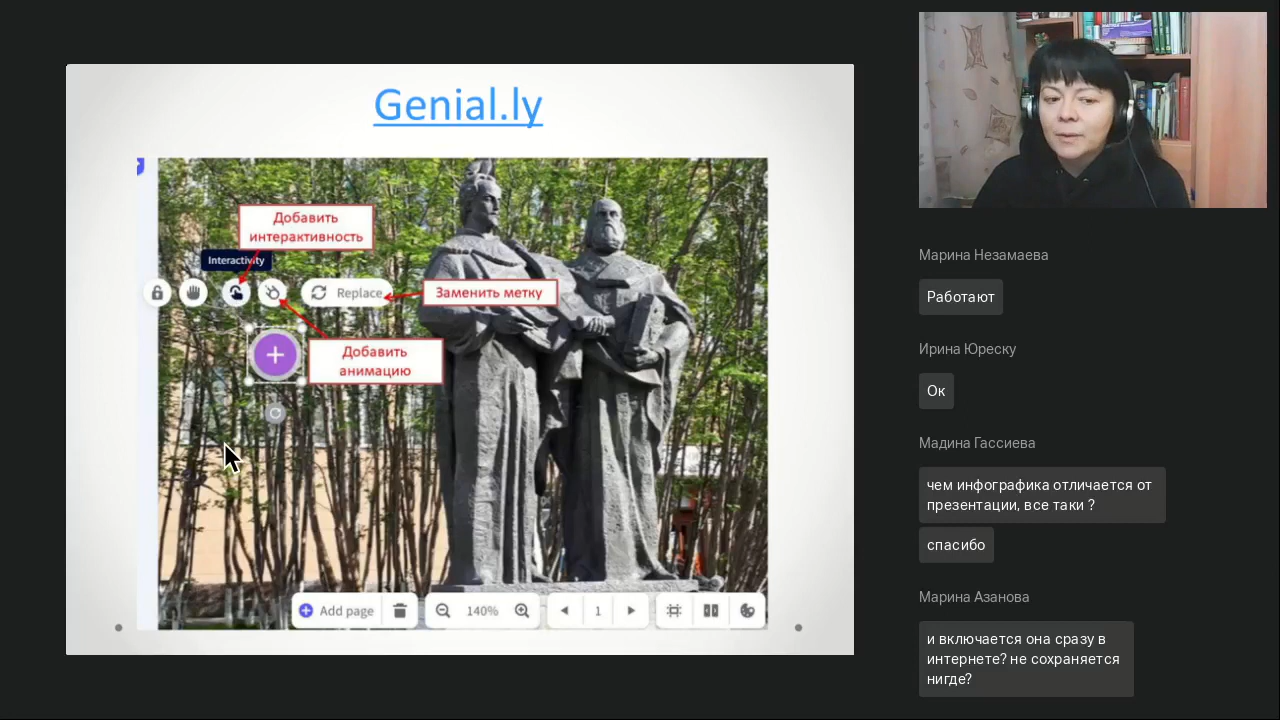 Genial.ly
Добавить
интерактивность
Interactivity
Replace
Заменить метку
Добавить
анимацию
Add page
140%
1
Марина Незамаева
Работают
Ирина Юреску
Ок
Мадина Гассиева
чем инфографика отличается от
презентации, все таки ?
спасибо
Марина Азанова
и включается она сразу в
интернете? не сохраняется
нигде?